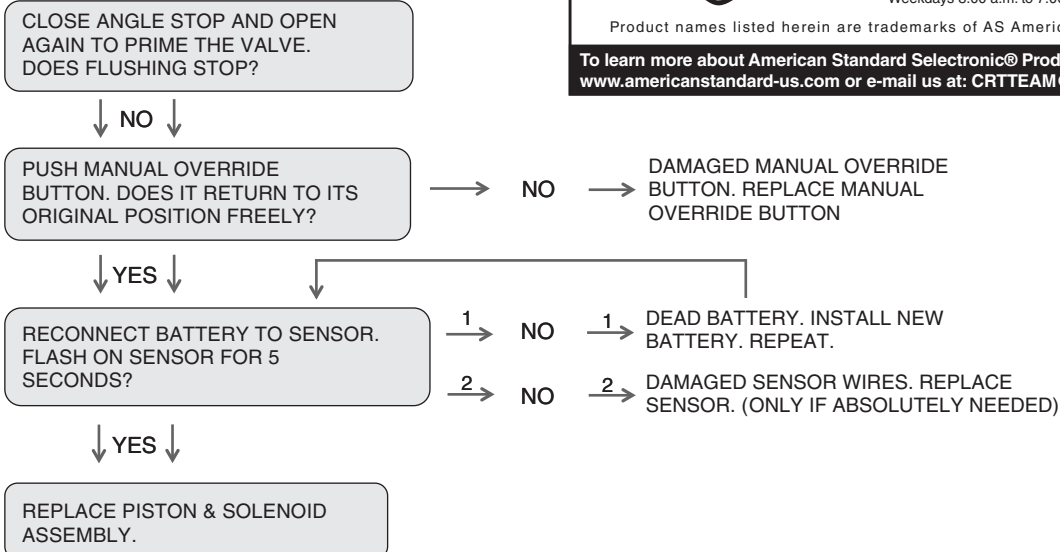 CLOSE ANGLE STOP AND OPEN
AGAIN TO PRIME THE VALVE.
DOES FLUSHING STOP?
Product names listed herein are trademarks of AS
To learn more about American Standard Selectronic®
www.americanstandard-us.com or e-mail us at:
NO
PUSH MANUAL OVERRIDE
BUTTON. DOES IT RETURN TO ITS
ORIGINAL POSITION FREELY?
NO
DAMAGED MANUAL OVERRIDE
BUTTON. REPLACE MANUAL
OVERRIDE BUTTON
YES
RECONNECT BATTERY TO SENSOR.
FLASH ON SENSOR FOR 5
SECONDS?
1 NO 1
DEAD BATTERY. INSTALL NEW
BATTERY. REPEAT.
2 NO 2
DAMAGED SENSOR WIRES. REPLACE
SENSOR. (ONLY IF ABSOLUTELY NEEDED)
YES
REPLACE PISTON & SOLENOID
ASSEMBLY.